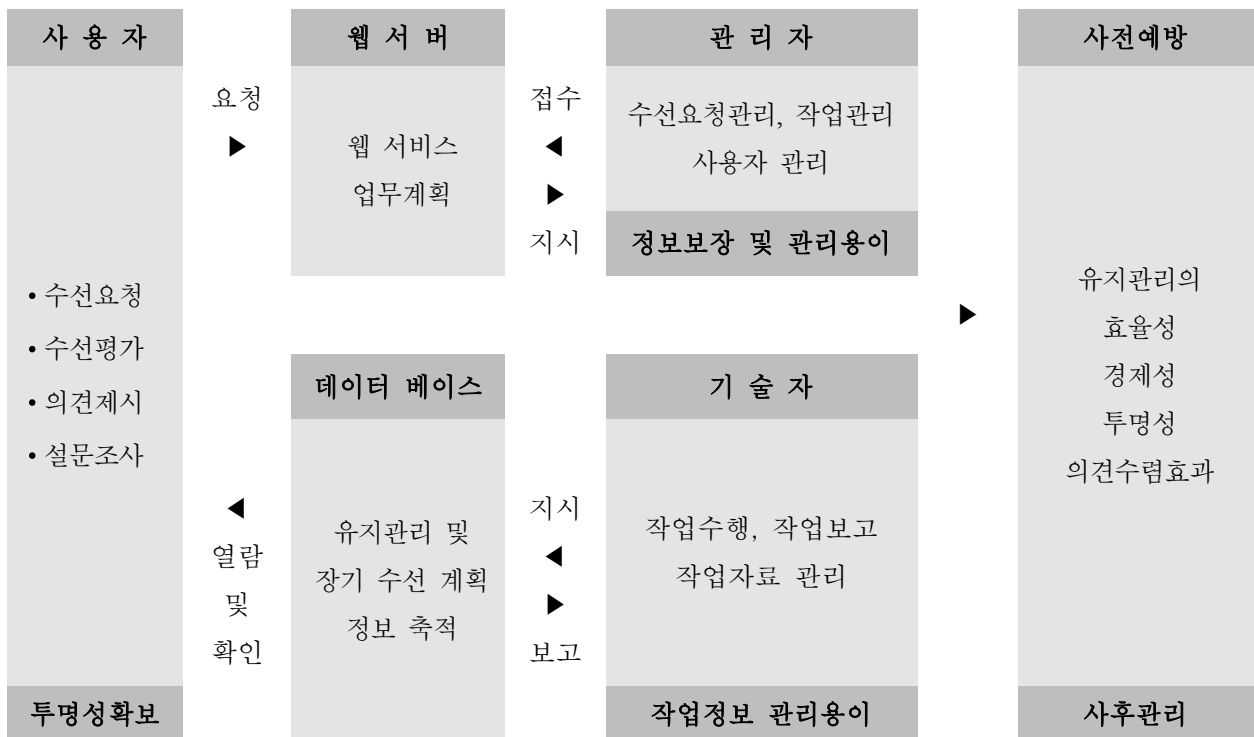 사 용 자
• 수선요청
• 수선평가
• 의견제시
• 설문조사
투명성확보
요청
▶
◀
열람
및
확인
웹 서 버
웹 서비스
업무계획
데이터 베이스
유지관리 및
장기 수선 계획
정보 축적
접수
◀
▶
지시
지시
◀
▶
보고
관 리 자
수선요청관리, 작업관리
사용자 관리
정보보장 및 관리용이
기 술 자
작업수행, 작업보고
작업자료 관리
작업정보 관리용이
▶
사전예방
유지관리의
효율성
경제성
투명성
의견수렴효과
사후관리